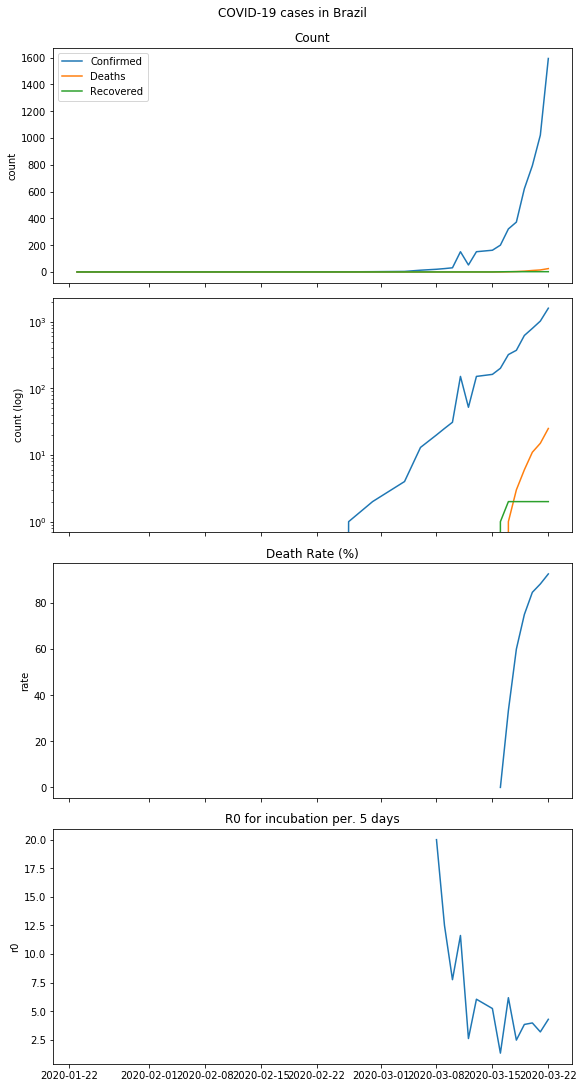 COVID-19 cases in Brazil
Count
Confirmed
Deaths
Recovered
1600
1400
1200
1000
800
600
400
200
0
count
10³
10²
10¹
10⁰
count (log)
Death Rate (%)
80
60
40
20
0
rate
R0 for incubation per. 5 days
20.0
17.5
15.0
12.5
10.0
7.5
5.0
2.5
r0
2020-01-22 2020-02-01 2020-02-08 2020-02-15 2020-02-22 2020-03-01 2020-03-08 2020-03-15 2020-03-22